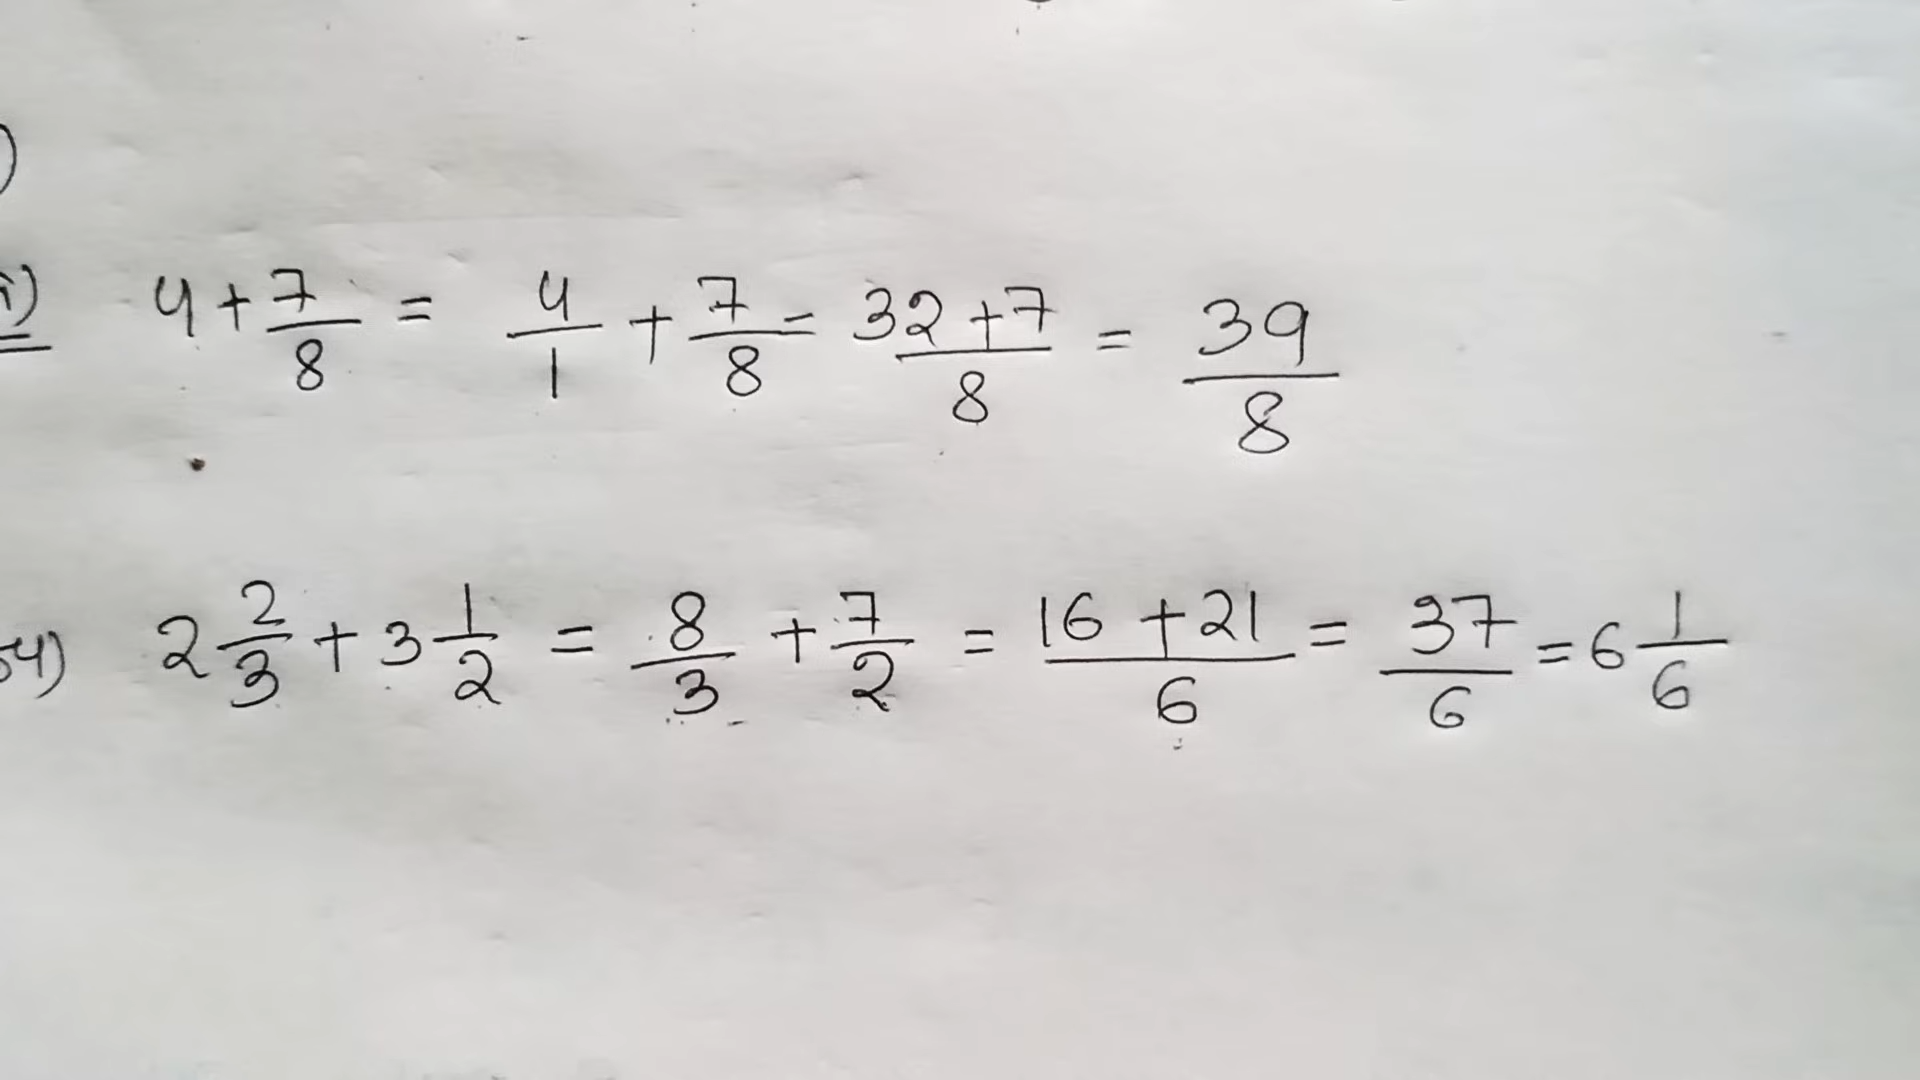 )
i) 4 + 7/8 = 4/1 + 7/8 = 32 + 7/8 = 39/8
2 2/3 + 3 1/2 = 8/3 + 7/2 = 16 + 21/6 = 37/6 = 6 1/6